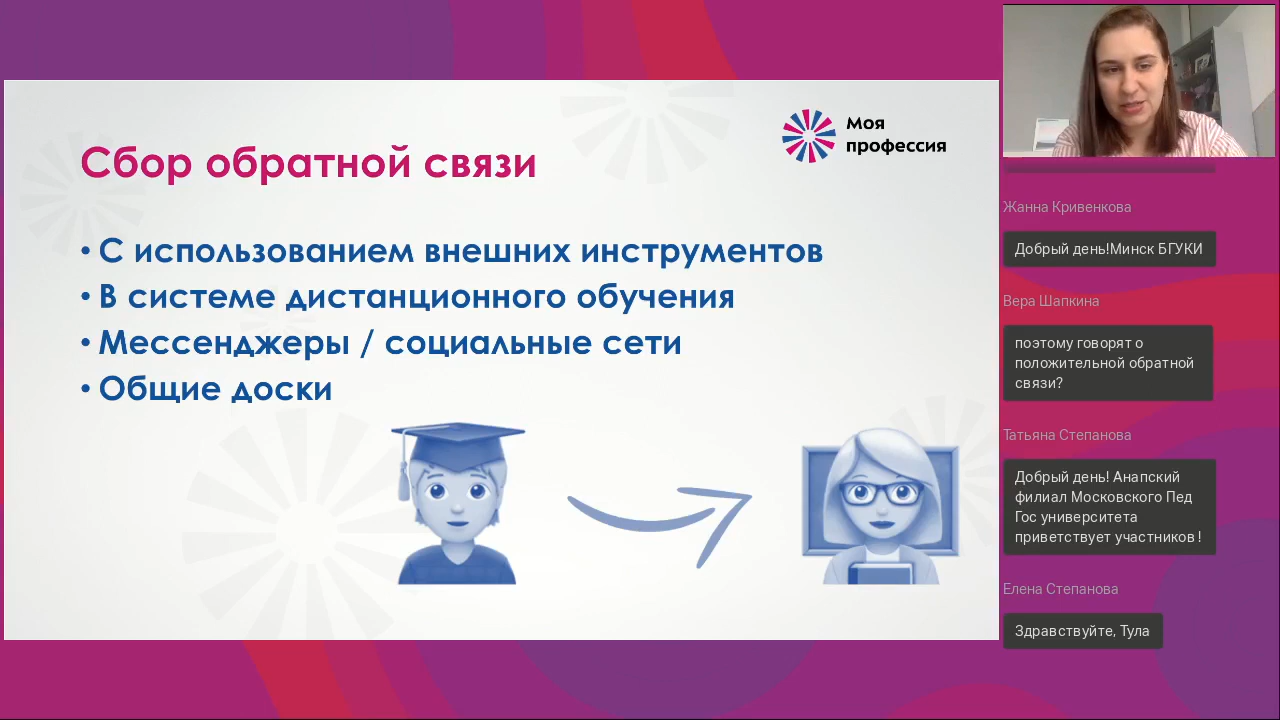 Моя
профессия
Сбор обратной связи
• С использованием внешних инструментов
• В системе дистанционного обучения
• Мессенджеры / социальные сети
• Общие доски
Жанна Кривенкова
Добрый день!Минск БГУКИ
Вера Шапкина
поэтому говорят о
положительной обратной
связи?
Татьяна Степанова
Добрый день! Анапский
филиал Московского Пед
Гос университета
приветствует участников !
Елена Степанова
Здравствуйте, Тула